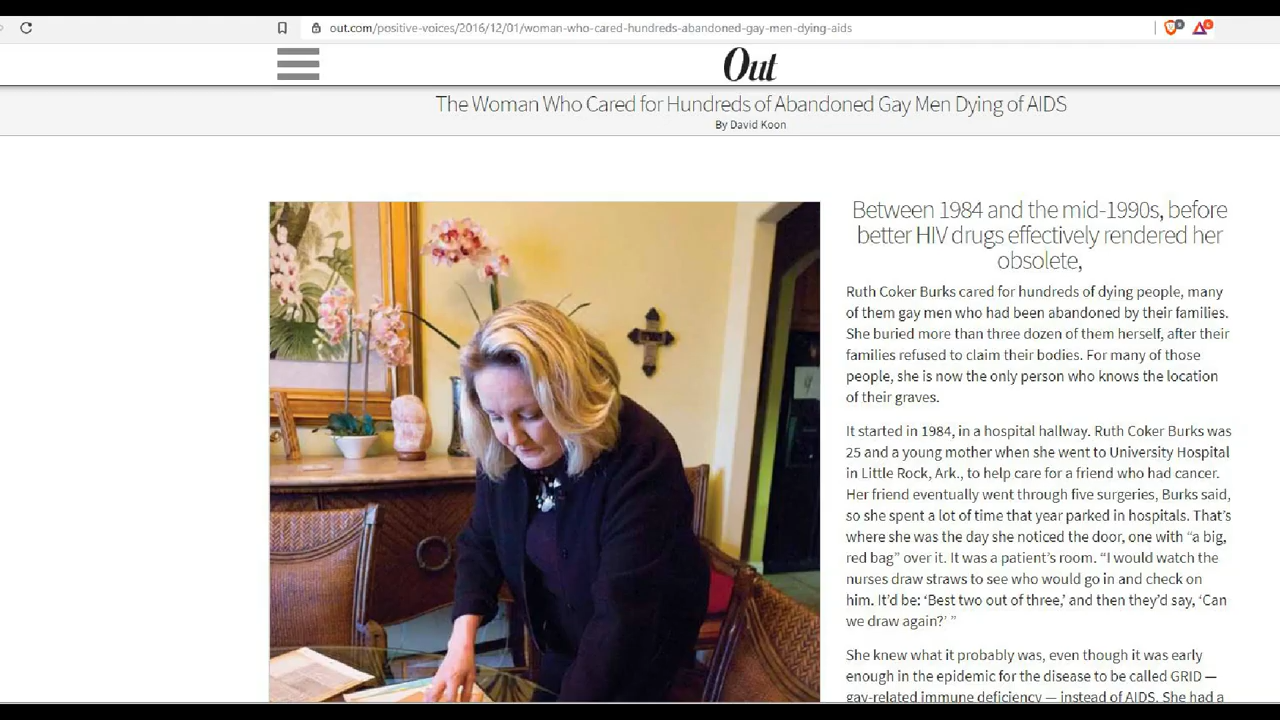 out.com/positive-voices/2016/12/01/woman-who-cared-hundreds-abandoned-gay-men-dying-aids
Out
The Woman Who Cared for Hundreds of Abandoned Gay Men Dying of AIDS
By David Koon
Between 1984 and the mid-1990s, before
better HIV drugs effectively rendered her
obsolete,
Ruth Coker Burks cared for hundreds of dying people, many
of them gay men who had been abandoned by their families.
She buried more than three dozen of them herself, after their
families refused to claim their bodies. For many of those
people, she is now the only person who knows the location
of their graves.
It started in 1984, in a hospital hallway. Ruth Coker Burks was
25 and a young mother when she went to University Hospital
in Little Rock, Ark., to help care for a friend who had cancer.
Her friend eventually went through five surgeries, Burks said,
so she spent a lot of time that year parked in hospitals. That’s
where she was the day she noticed the door, one with “a big,
red bag” over it. It was a patient’s room. “I would watch the
nurses draw straws to see who would go in and check on
him. It’d be: ‘Best two out of three,’ and then they’d say, ‘Can
we draw again?’ ”
She knew what it probably was, even though it was early
enough in the epidemic for the disease to be called GRID —
gay-related immune deficiency — instead of AIDS. She had a